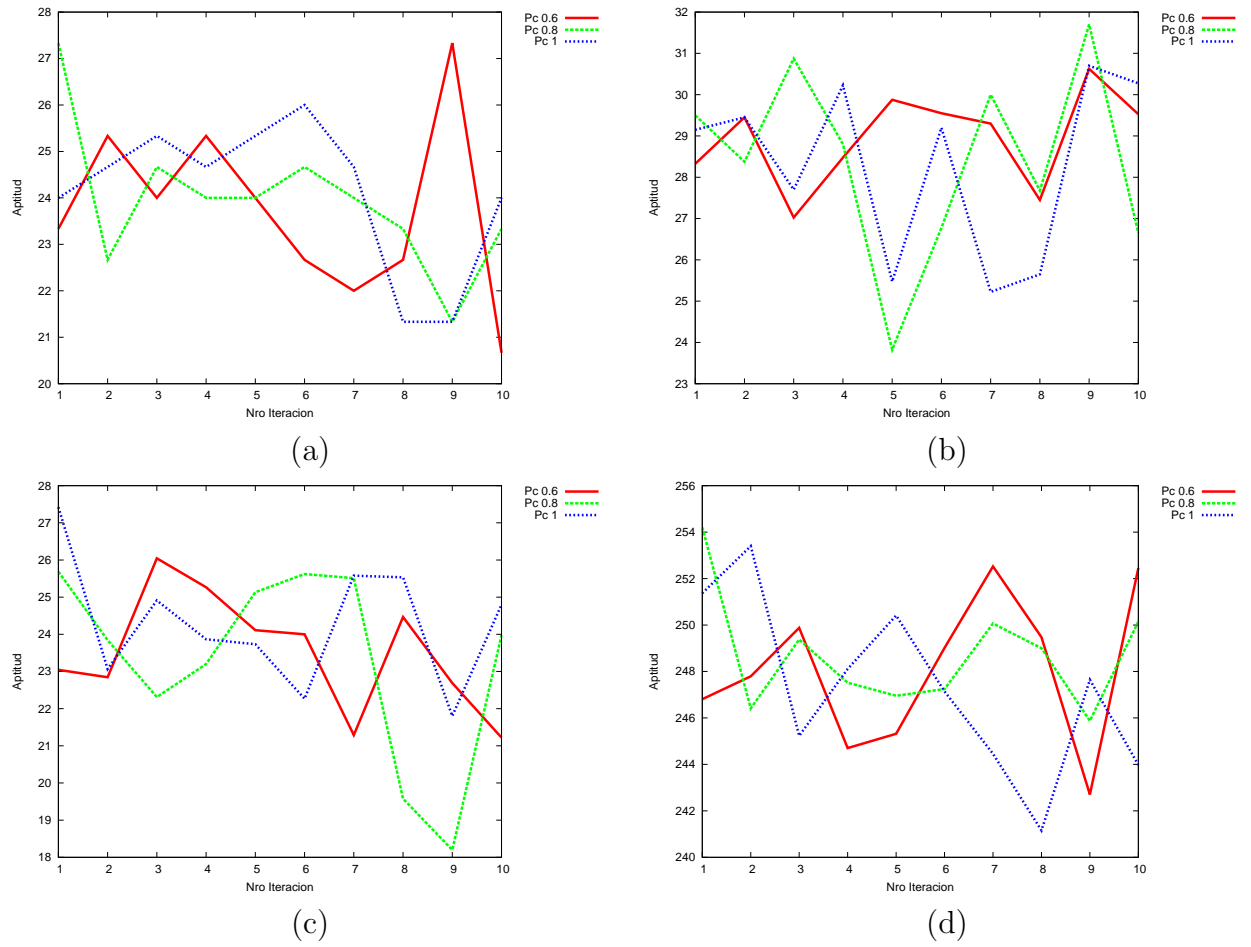 28
27
26
25
24
23
22
21
20
Aptitud
1 2 3 4 5 6 7 8 9 10
Nro Iteracion
Pc 0.6
Pc 0.8
Pc 1
(a)
32
31
30
29
28
27
26
25
24
23
Aptitud
1 2 3 4 5 6 7 8 9 10
Nro Iteracion
Pc 0.6
Pc 0.8
Pc 1
(b)
28
27
26
25
24
23
22
21
20
19
18
Aptitud
1 2 3 4 5 6 7 8 9 10
Nro Iteracion
Pc 0.6
Pc 0.8
Pc 1
(c)
256
254
252
250
248
246
244
242
240
Aptitud
1 2 3 4 5 6 7 8 9 10
Nro Iteracion
Pc 0.6
Pc 0.8
Pc 1
(d)